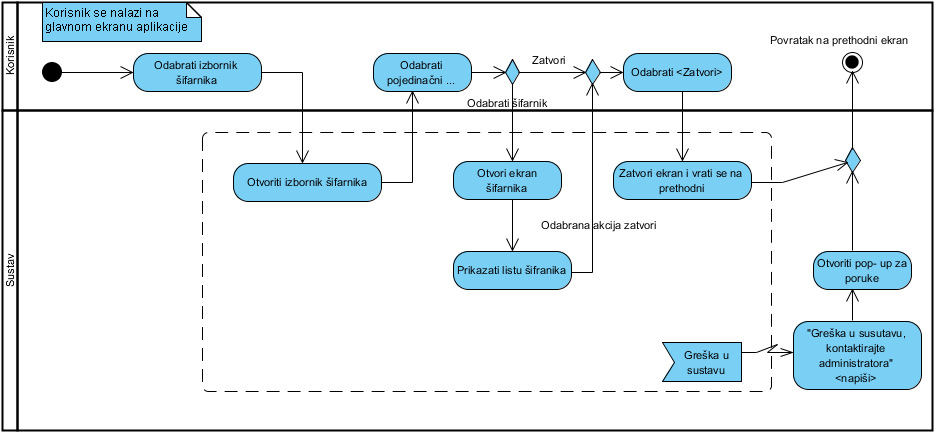 Korisnik se nalazi na
glavnom ekranu aplikacije
Korisnik
Odabrati izbornik
šifarnika
Odabrati
pojedinačni ...
Zatvori
Odabrati <Zatvori>
Povratak na prethodni ekran
Odabrati šifarnik
Sustav
Otvoriti izbornik šifarnika
Otvori ekran
šifarnika
Zatvori ekran i vrati se na
prethodni
Odabrana akcija zatvori
Prikazati listu šifranika
Otvoriti pop- up za
poruke
Greška u
sustavu
"Greška u susutavu,
kontaktirajte
administratora"
<napiši>